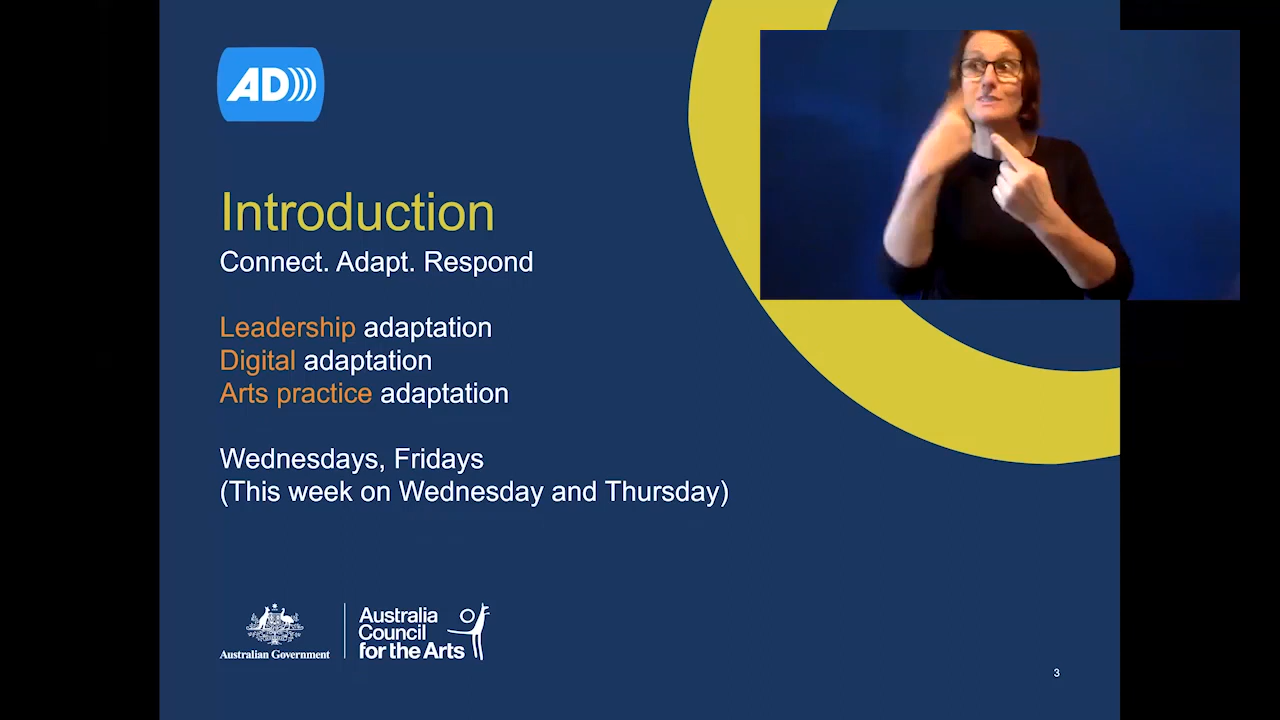 AD
Introduction
Connect. Adapt. Respond
Leadership adaptation
Digital adaptation
Arts practice adaptation
Wednesdays, Fridays
(This week on Wednesday and Thursday)
Australian Government
Australia
Council
for the Arts
3